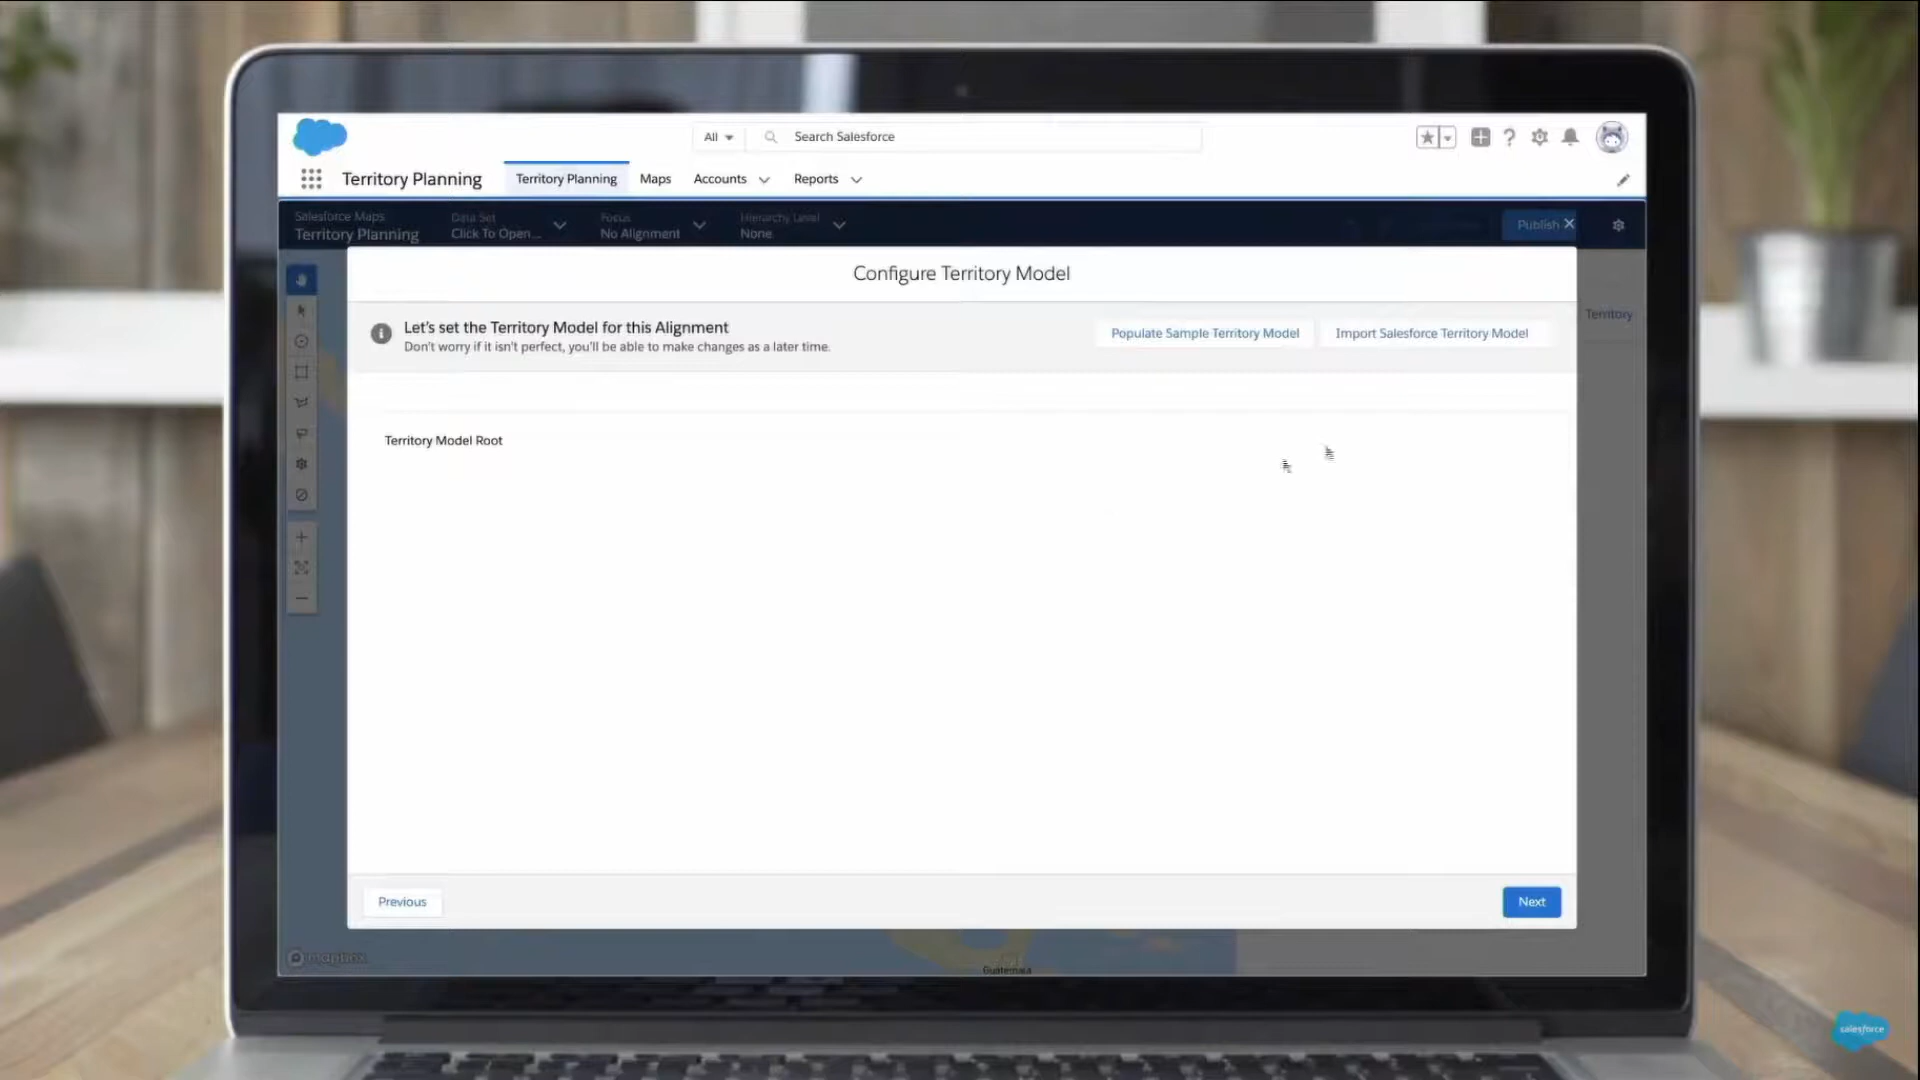 All
Search Salesforce
Territory Planning
Territory Planning
Maps
Accounts
Reports
Salesforce Maps
Territory Planning
Data Set
Click To Open...
Focus
No Alignment
Hierarchy Level
None
Publish
Configure Territory Model
Let's set the Territory Model for this Alignment
Don't worry if it isn't perfect, you'll be able to make changes as a later time.
Populate Sample Territory Model
Import Salesforce Territory Model
Territory
Territory Model Root
Previous
Next
mapbox
Guatemala
salesforce